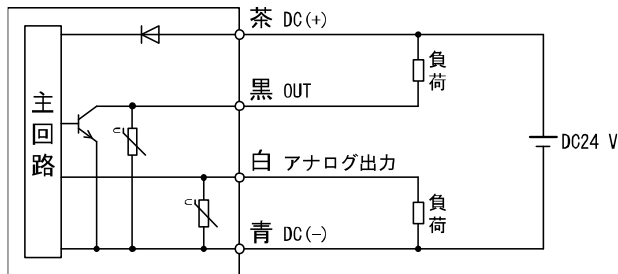 茶 DC(+)
負荷
主回路
黒 OUT
DC24 V
白 アナログ出力
負荷
青 DC(-)